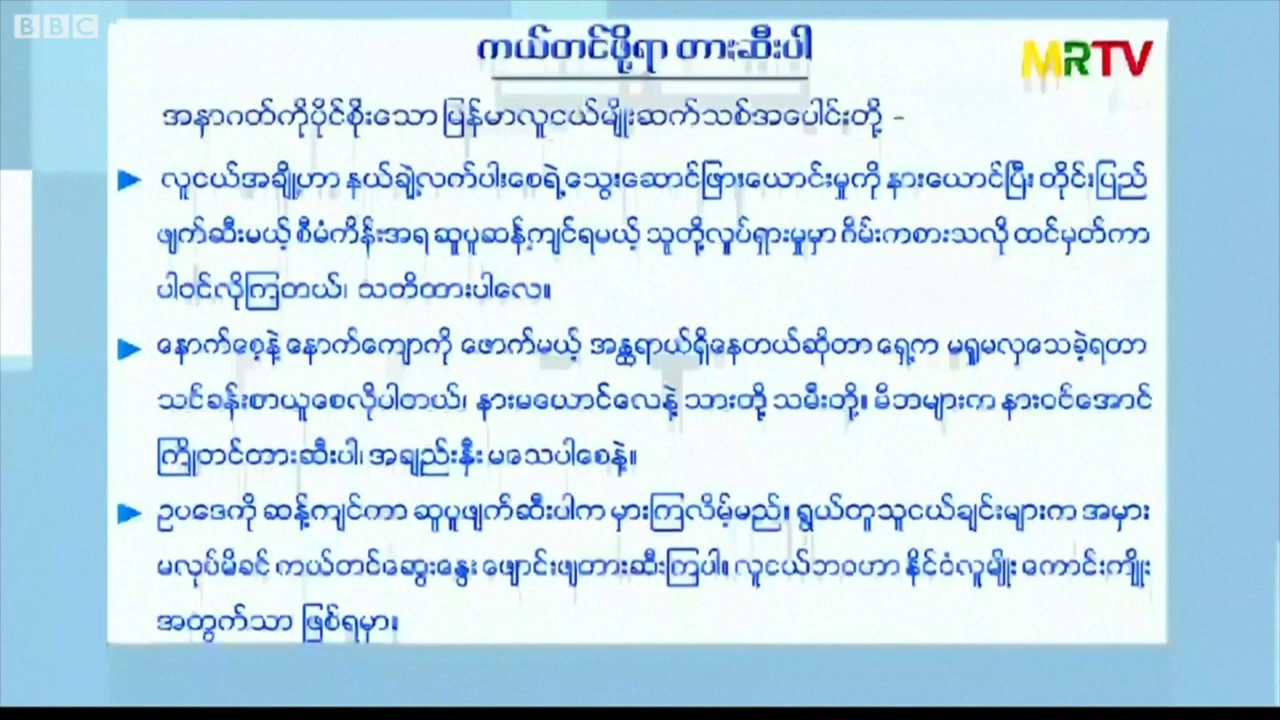 BBC
ကယ်တင်ဖို့ရာ တားဆီးပါ
MRTV
အနာဂတ်ကိုပိုင်စိုးသော မြန်မာလူငယ်မျိုးဆက်သစ်အပေါင်းတို့ -
လူငယ်အချို့ဟာ နယ်ချဲ့လက်ပါးစေရဲ့သွေးဆောင်ဖြားယောင်းမှုကို နားယောင်ပြီး တိုင်းပြည်
ဖျက်ဆီးမယ့် စီမံကိန်းအရ ဆူပူဆန့်ကျင်ရမယ့် သူတို့လှုပ်ရှားမှုမှာ ဂိမ်းကစားသလို ထင်မှတ်ကာ
ပါဝင်လိုကြတယ်၊ သတိထားပါလေ။
နောက်စေ့နဲ့ နောက်ကျောကို ဖောက်မယ့် အန္တရာယ်ရှိနေတယ်ဆိုတာ ရှေ့က မရှုမလှသေခဲ့ရတာ
သင်ခန်းစာယူစေလိုပါတယ်၊ နားမယောင်လေနဲ့ သားတို့ သမီးတို့။ မိဘများက နားဝင်အောင်
ကြိုတင်တားဆီးပါ၊ အချည်းနှီး မသေပါစေနဲ့။
ဥပဒေကို ဆန့်ကျင်ကာ ဆူပူဖျက်ဆီးပါက မှားကြလိမ့်မည်။ ရွယ်တူသူငယ်ချင်းများက အမှား
မလုပ်မိခင် ကယ်တင်ဆွေးနွေး ဖျောင်းဖျတားဆီးကြပါ။ လူငယ်ဘဝဟာ နိုင်ငံလူမျိုး ကောင်းကျိုး
အတွက်သာ ဖြစ်ရမှာ။